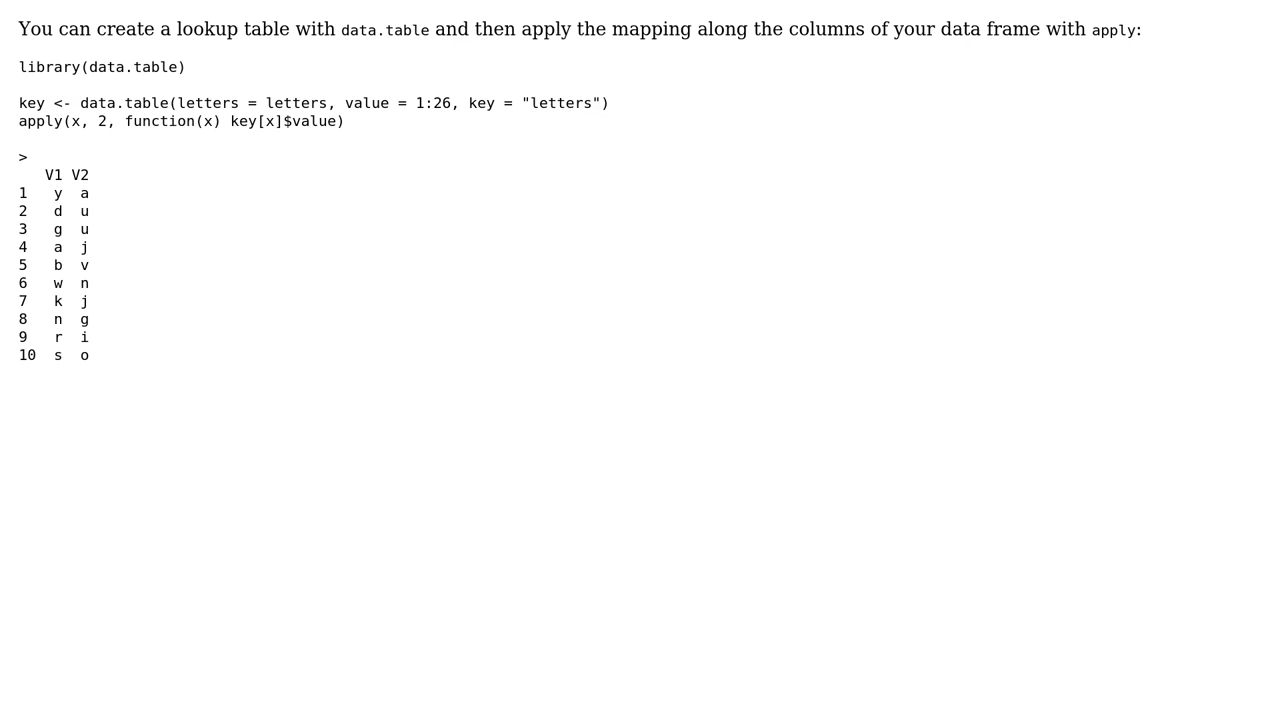 You can create a lookup table with data.table and then apply the mapping along the columns of your data frame with apply:
library(data.table)
key <- data.table(letters = letters, value = 1:26, key = "letters")
apply(x, 2, function(x) key[x]$value)
>
   V1 V2
1   y  a
2   d  u
3   g  u
4   a  j
5   b  v
6   w  n
7   k  j
8   n  g
9   r  i
10  s  o